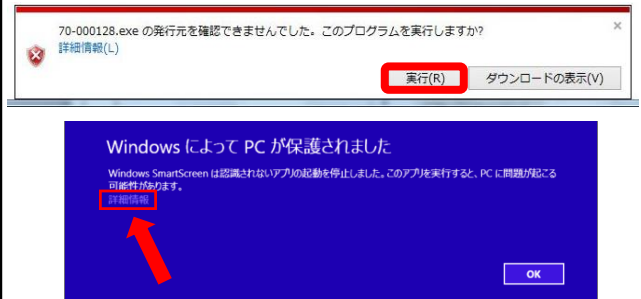 70-000128.exe の発行元を確認できませんでした。このプログラムを実行しますか?
詳細情報(L)
実行(R)
ダウンロードの表示(V)
Windows によって PC が保護されました
Windows SmartScreen は認識されないアプリの起動を停止しました。このアプリを実行すると、PC に問題が起こる
可能性があります。
詳細情報
OK